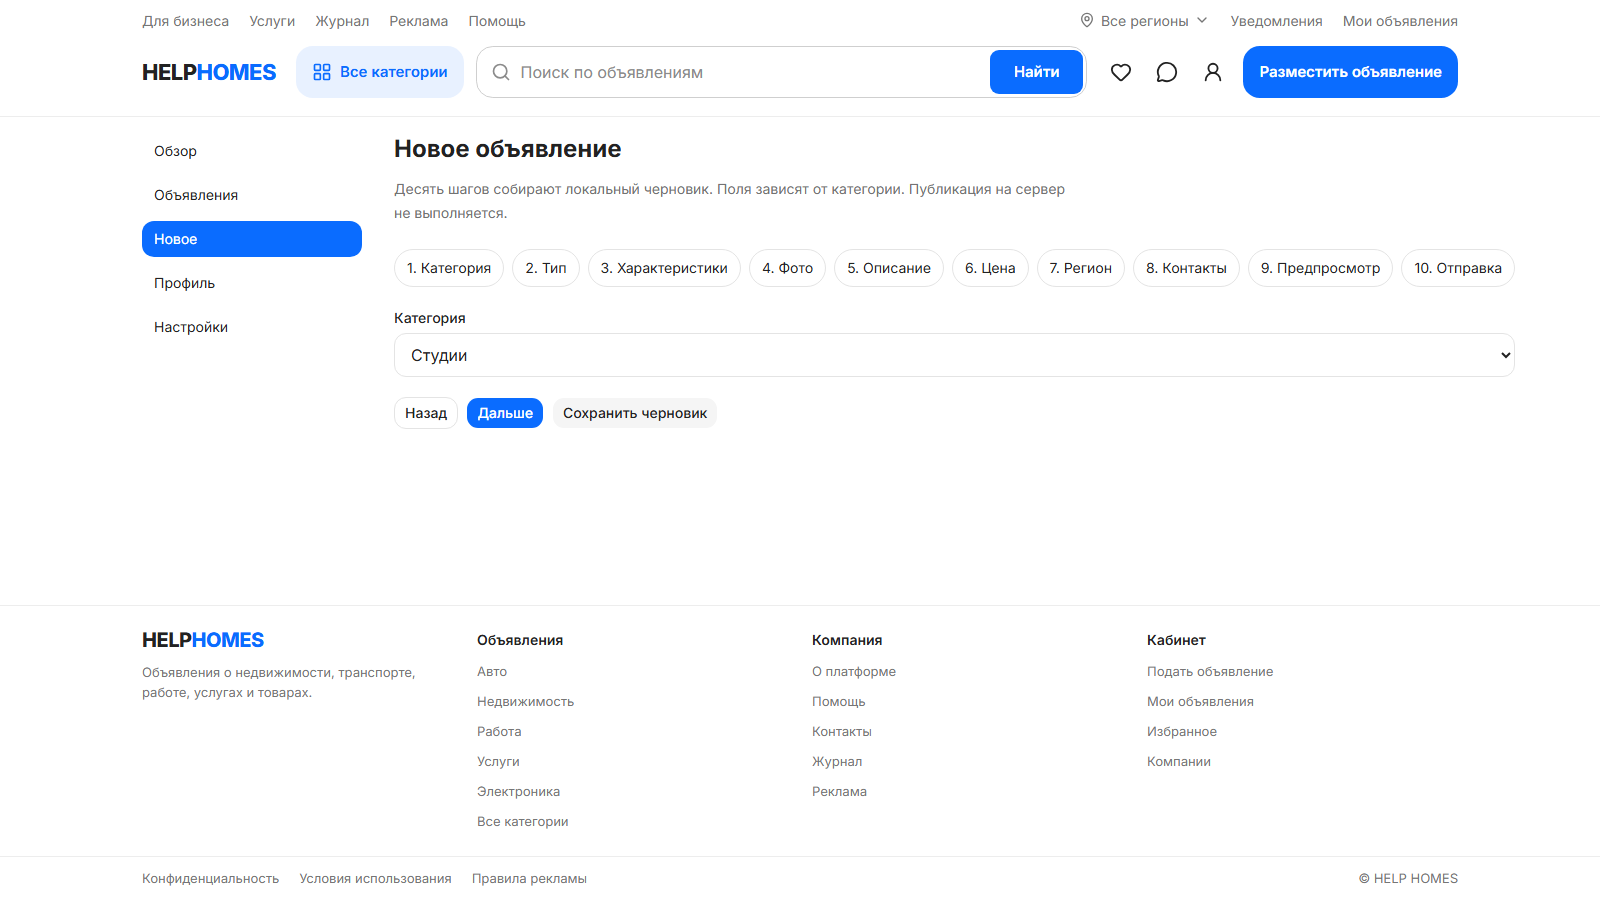 Для бизнеса Услуги Журнал Реклама Помощь Все регионы Уведомления Мои объявления
HELPHOMES Все категории Поиск по объявлениям Найти Разместить объявление
Обзор
Объявления
Новое
Профиль
Настройки
Новое объявление
Десять шагов собирают локальный черновик. Поля зависят от категории. Публикация на сервер
не выполняется.
1. Категория 2. Тип 3. Характеристики 4. Фото 5. Описание 6. Цена 7. Регион 8. Контакты 9. Предпросмотр 10. Отправка
Категория
Студии
Назад Дальше Сохранить черновик
HELPHOMES
Объявления о недвижимости, транспорте,
работе, услугах и товарах.
Объявления
Авто
Недвижимость
Работа
Услуги
Электроника
Все категории
Компания
О платформе
Помощь
Контакты
Журнал
Реклама
Кабинет
Подать объявление
Мои объявления
Избранное
Компании
Конфиденциальность Условия использования Правила рекламы © HELP HOMES